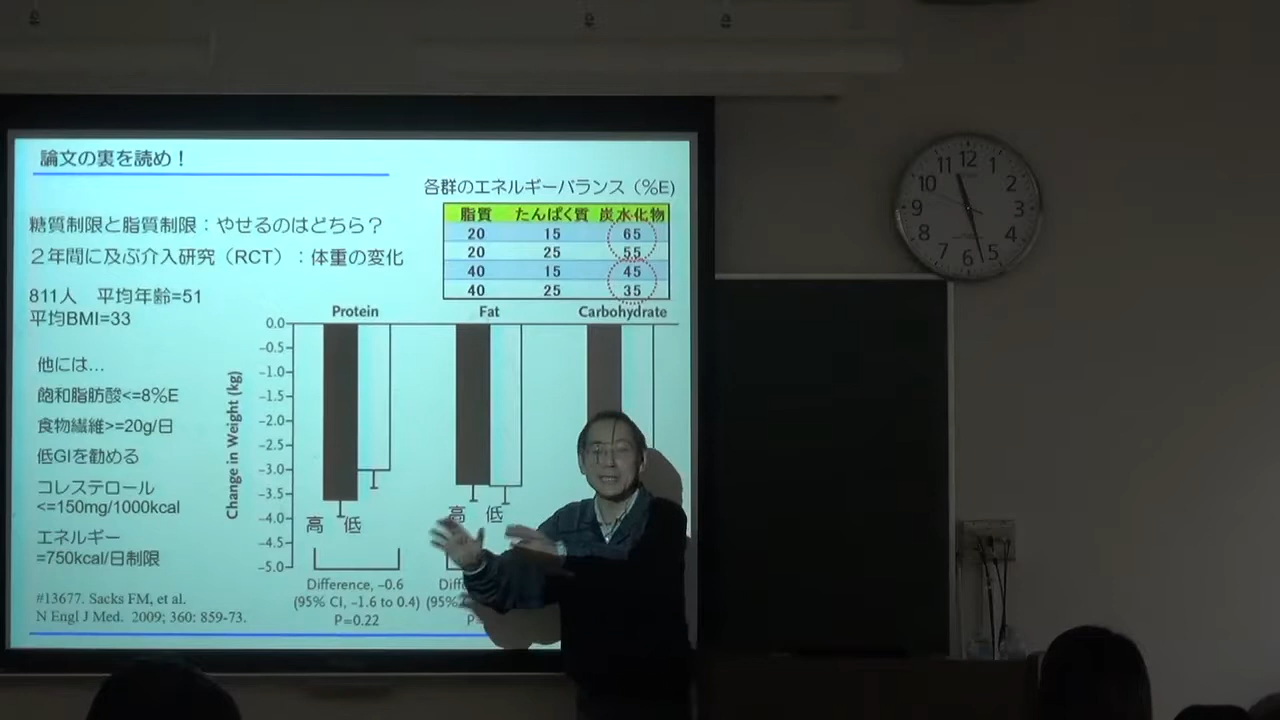 論文の裏を読め!
各群のエネルギーバランス(%E)
脂質 たんぱく質 炭水化物
20 15 65
20 25 55
40 15 45
40 25 35
糖質制限と脂質制限:やせるのはどちら?
2年間に及ぶ介入研究(RCT):体重の変化
811人 平均年齢=51
平均BMI=33
他には…
飽和脂肪酸<=8%E
食物繊維>=20g/日
低GIを勧める
コレステロール
<=150mg/1000kcal
エネルギー
=750kcal/日制限
#13677. Sacks FM, et al.
N Engl J Med. 2009; 360: 859-73.
Protein Fat Carbohydrate
Change in Weight (kg)
0.0
−0.5
−1.0
−1.5
−2.0
−2.5
−3.0
−3.5
−4.0
−4.5
−5.0
高 低 高 低
Difference, −0.6
(95% CI, −1.6 to 0.4) (95%
P=0.22
12
1
2
3
4
5
6
7
8
9
10
11